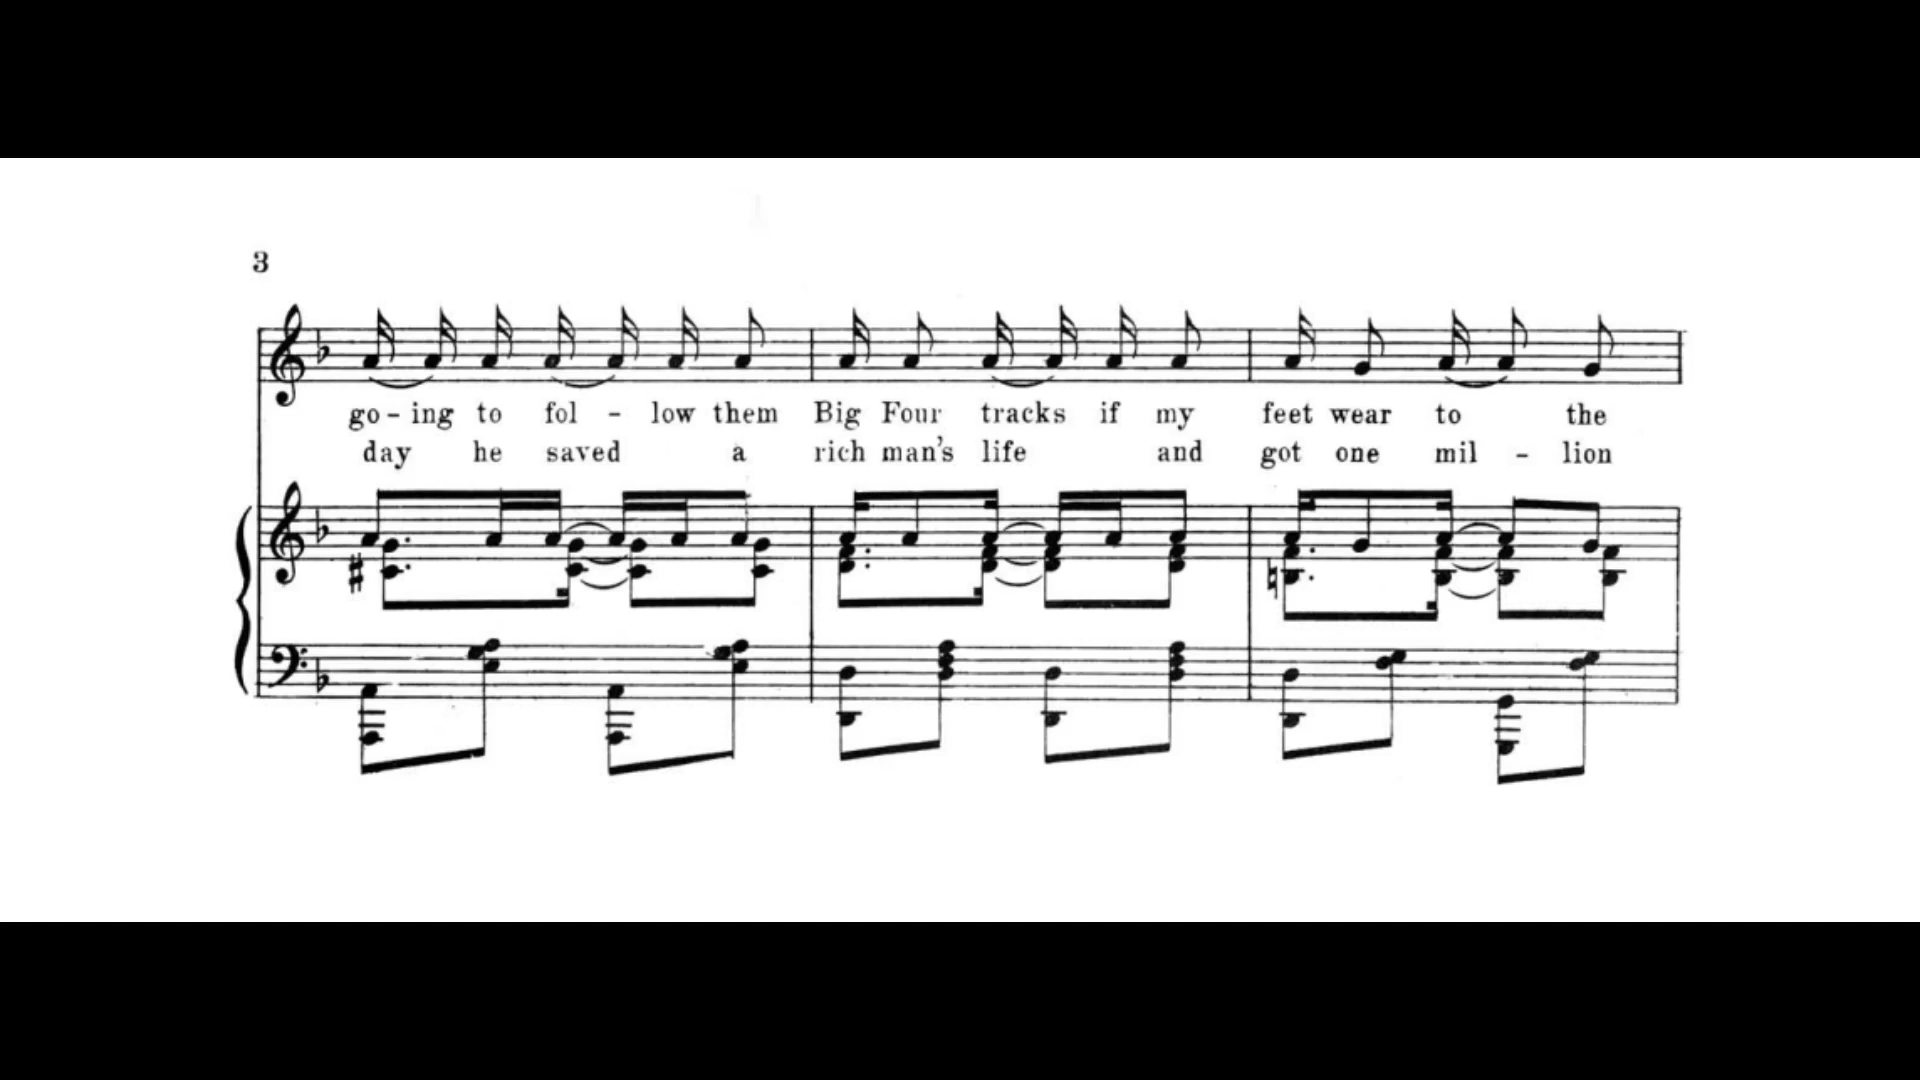 3
go - ing to fol - low them Big Four tracks if my feet wear to the
day he saved a rich man's life and got one mil - lion